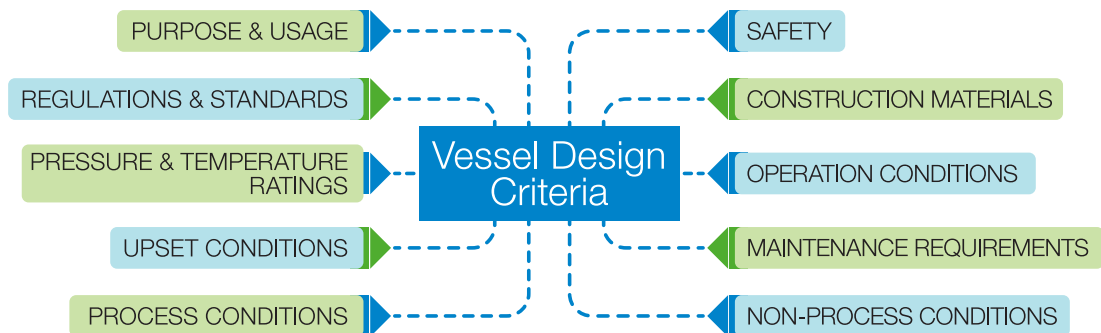 PURPOSE & USAGE
REGULATIONS & STANDARDS
PRESSURE & TEMPERATURE
RATINGS
UPSET CONDITIONS
PROCESS CONDITIONS
Vessel Design
Criteria
SAFETY
CONSTRUCTION MATERIALS
OPERATION CONDITIONS
MAINTENANCE REQUIREMENTS
NON-PROCESS CONDITIONS